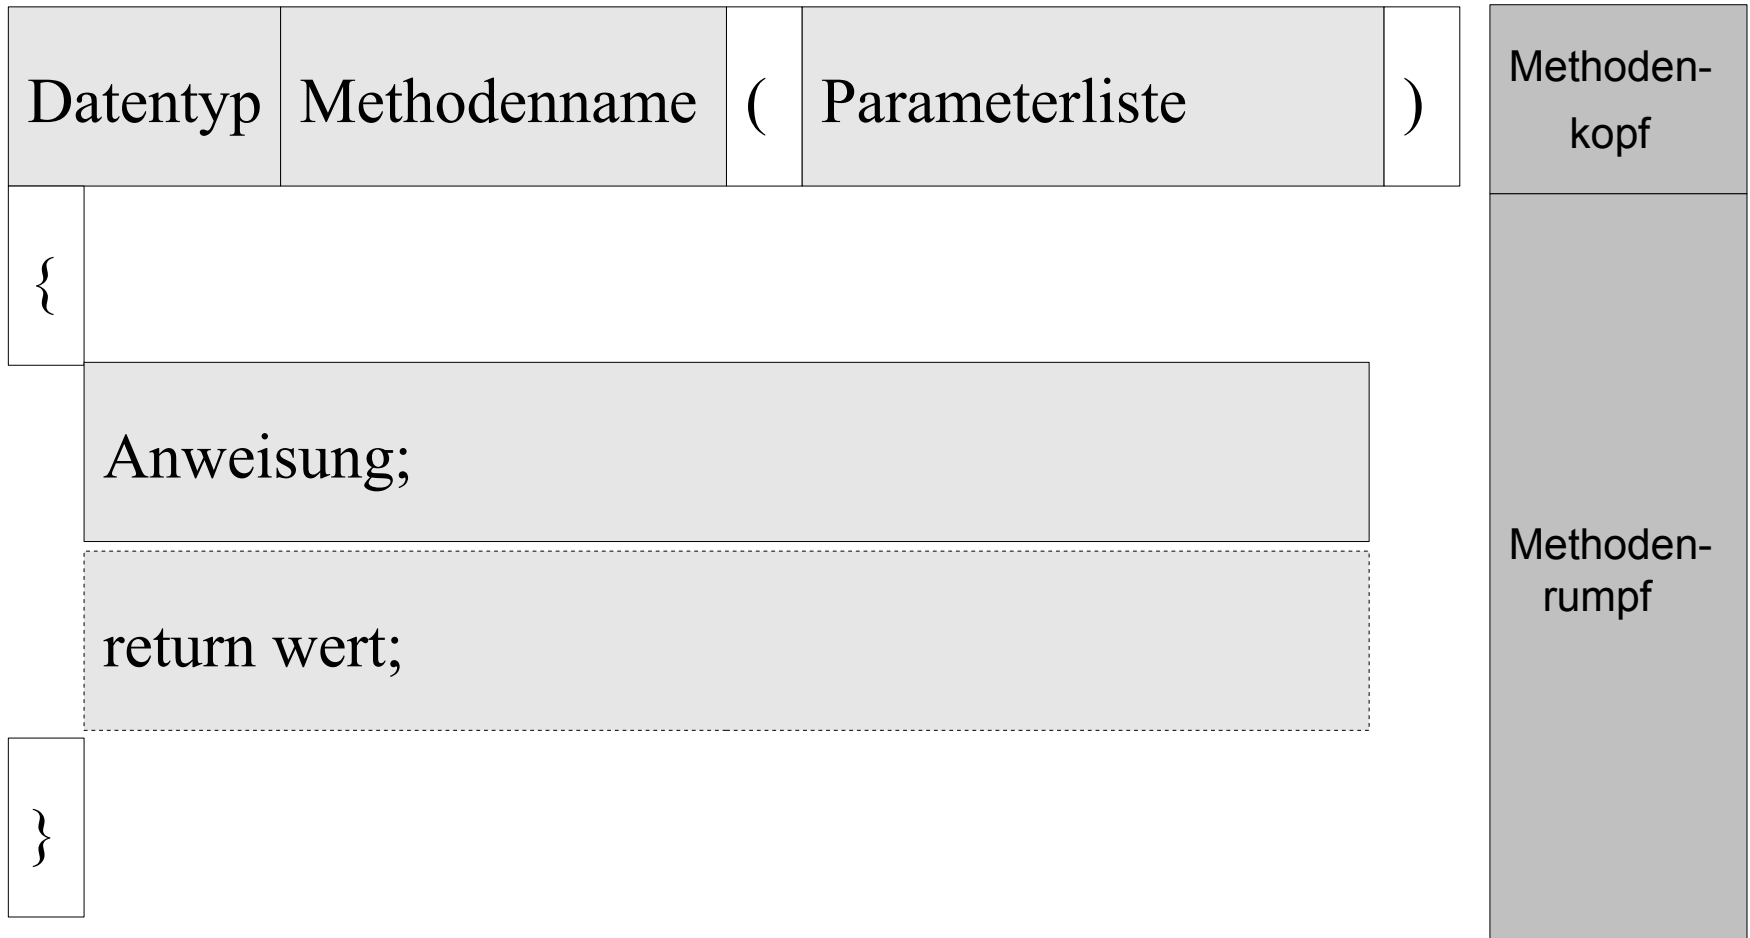 Datentyp Methodenname ( Parameterliste )
Methoden-
kopf
{
Anweisung;
return wert;
}
Methoden-
rumpf